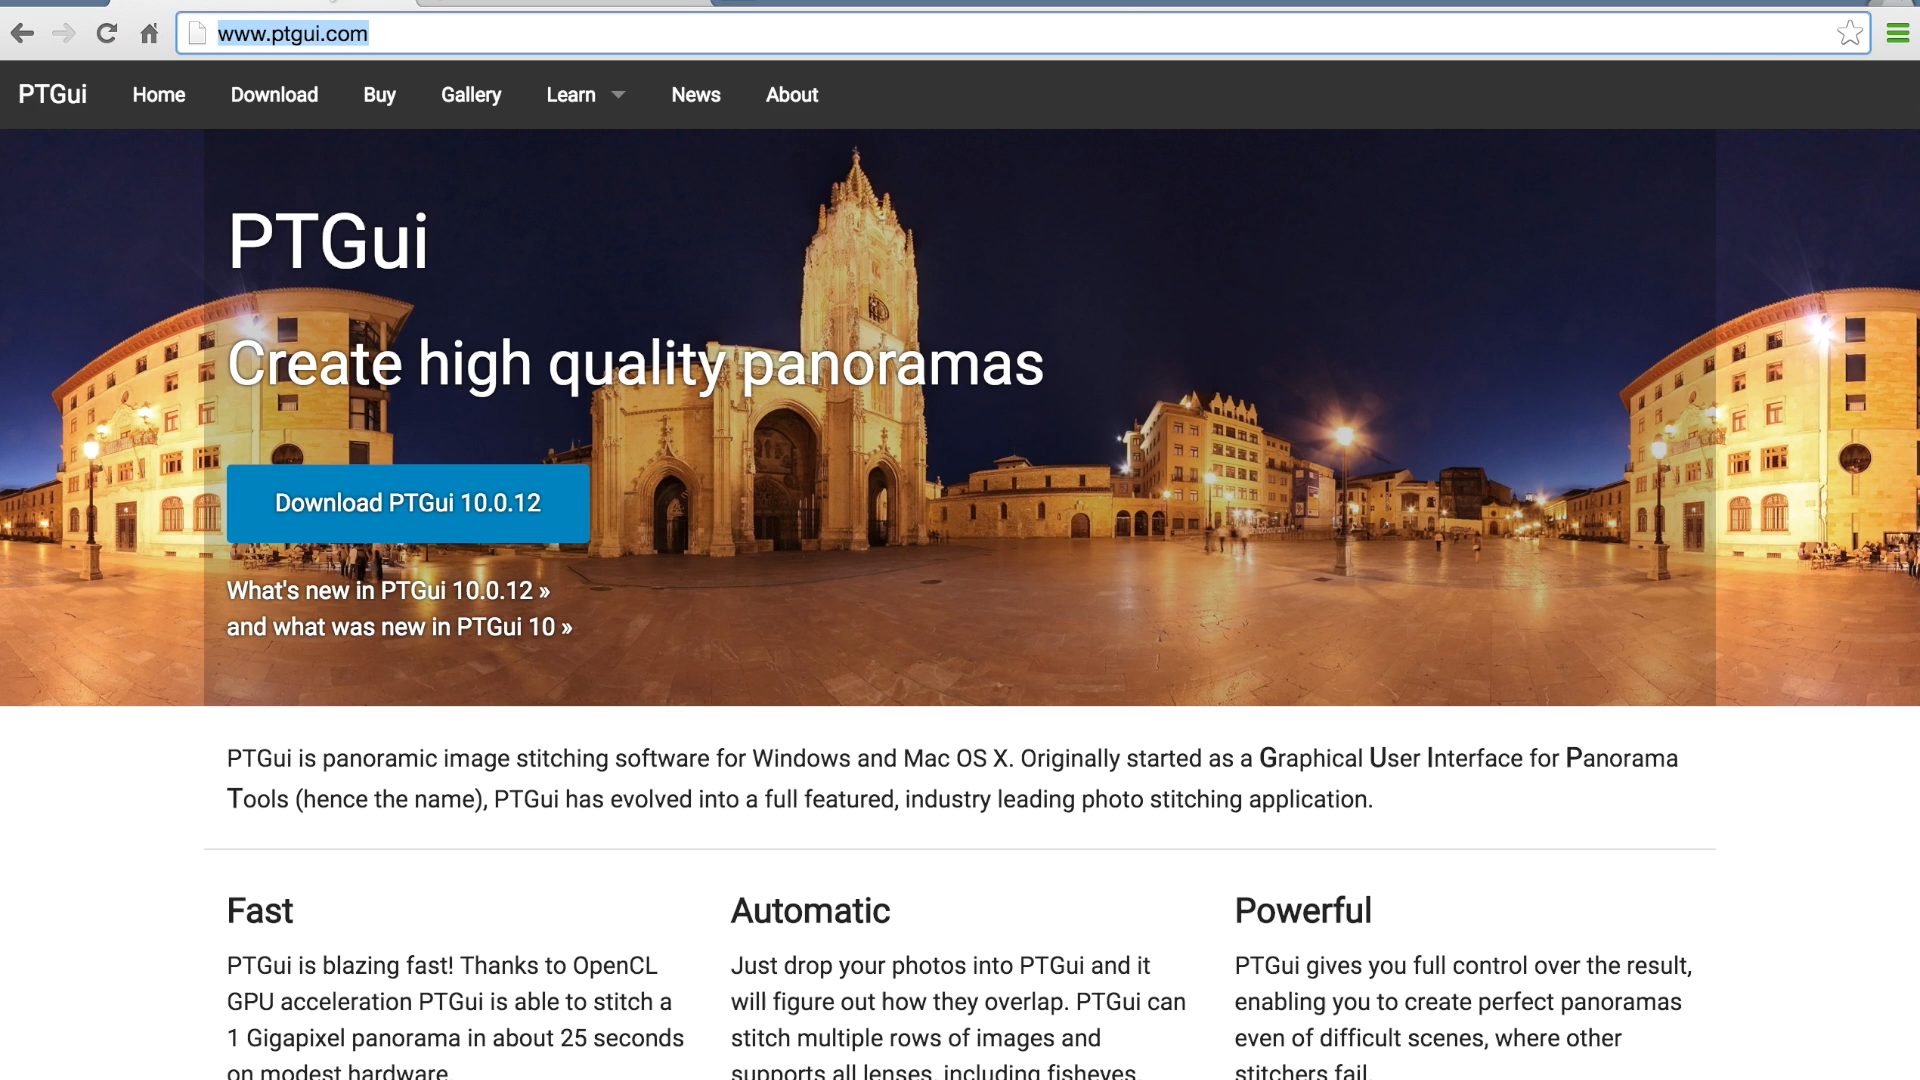 www.ptgui.com
PTGui Home Download Buy Gallery Learn News About
PTGui
Create high quality panoramas
Download PTGui 10.0.12
What's new in PTGui 10.0.12 »
and what was new in PTGui 10 »
PTGui is panoramic image stitching software for Windows and Mac OS X. Originally started as a Graphical User Interface for Panorama
Tools (hence the name), PTGui has evolved into a full featured, industry leading photo stitching application.
Fast
PTGui is blazing fast! Thanks to OpenCL
GPU acceleration PTGui is able to stitch a
1 Gigapixel panorama in about 25 seconds
on modest hardware.
Automatic
Just drop your photos into PTGui and it
will figure out how they overlap. PTGui can
stitch multiple rows of images and
supports all lenses, including fisheyes.
Powerful
PTGui gives you full control over the result,
enabling you to create perfect panoramas
even of difficult scenes, where other
stitchers fail.